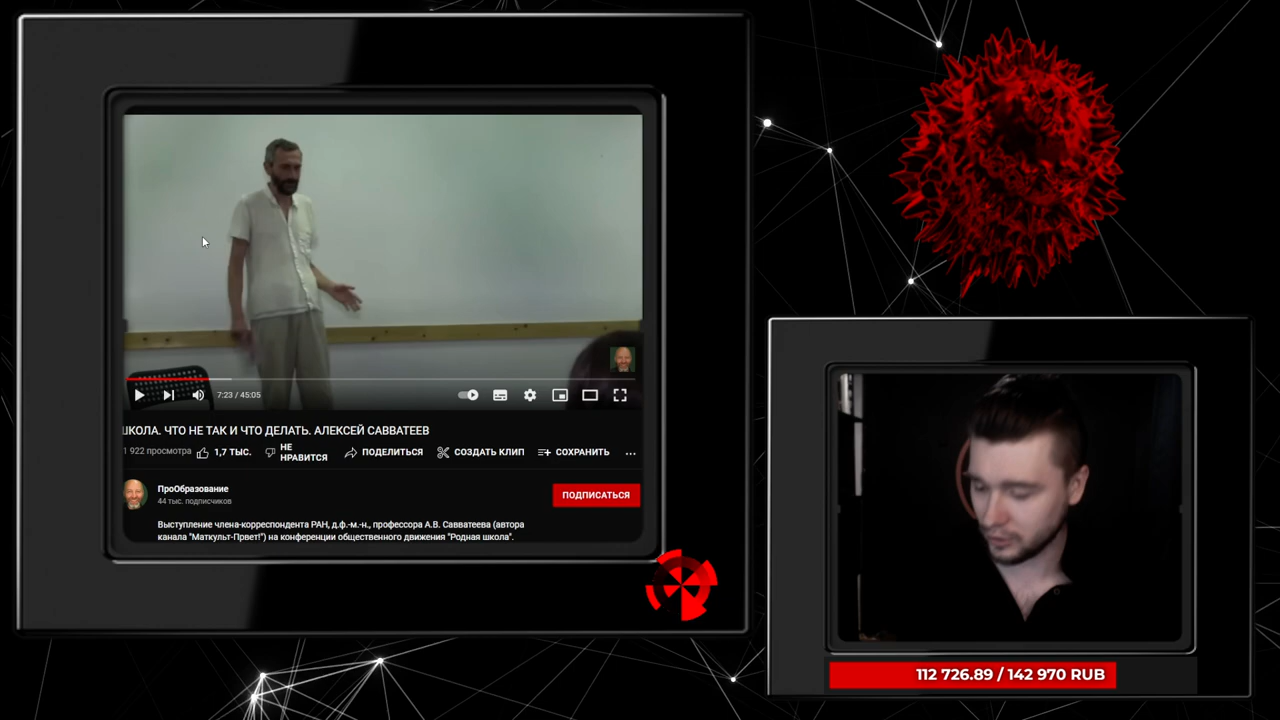 7:23 / 45:05
ШКОЛА. ЧТО НЕ ТАК И ЧТО ДЕЛАТЬ. АЛЕКСЕЙ САВВАТЕЕВ
1 922 просмотра 1,7 ТЫС. НЕ НРАВИТСЯ ПОДЕЛИТЬСЯ СОЗДАТЬ КЛИП СОХРАНИТЬ ...
ПроОбразование
44 тыс. подписчиков
ПОДПИСАТЬСЯ
Выступление члена-корреспондента РАН, д.ф.-м.-н., профессора А.В. Савватеева (автора
канала "Маткульт-Првет!") на конференции общественного движения "Родная школа".
112 726.89 / 142 970 RUB